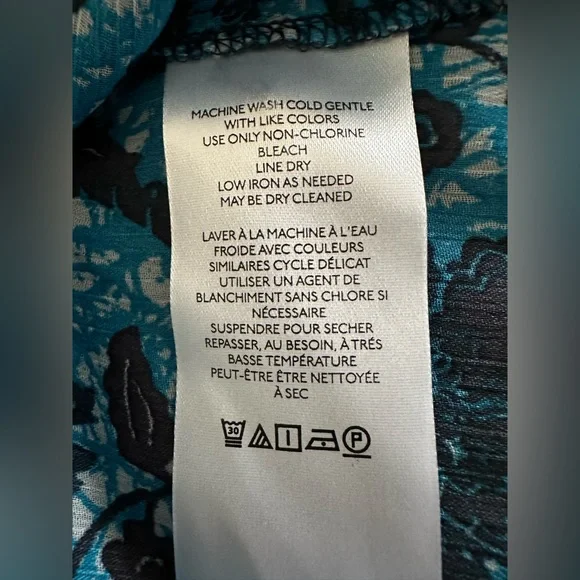 MACHINE WASH COLD GENTLE
WITH LIKE COLORS
USE ONLY NON-CHLORINE
BLEACH
LINE DRY
LOW IRON AS NEEDED
MAY BE DRY CLEANED
LAVER À LA MACHINE À L'EAU
FROIDE AVEC COULEURS
SIMILAIRES CYCLE DÉLICAT
UTILISER UN AGENT DE
BLANCHIMENT SANS CHLORE SI
NÉCESSAIRE
SUSPENDRE POUR SECHER
REPASSER, AU BESOIN, À TRÉS
BASSE TEMPÉRATURE
PEUT-ÊTRE ÊTRE NETTOYÉE
À SEC
30 P